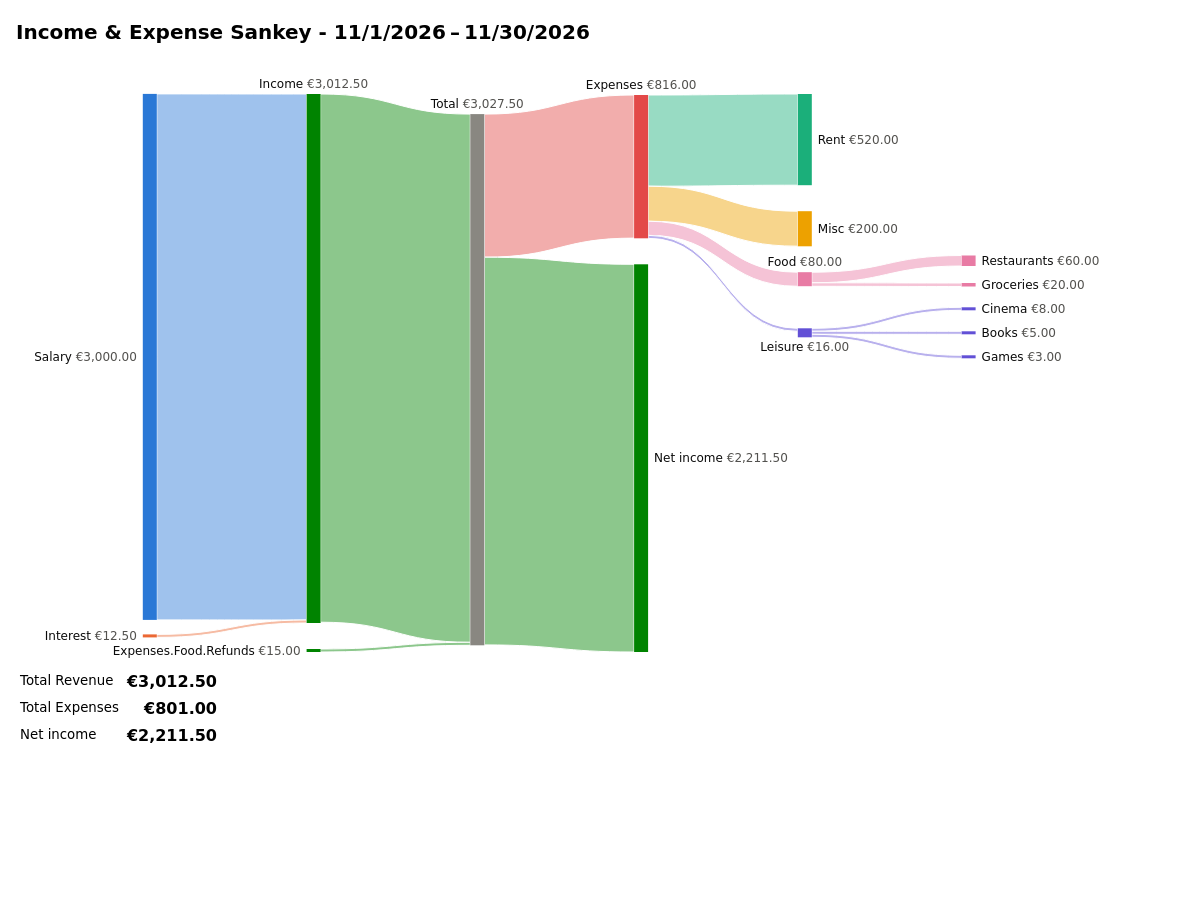 Income & Expense Sankey - 11/1/2026 – 11/30/2026
Income €3,012.50
Expenses €816.00
Total €3,027.50
Rent €520.00
Misc €200.00
Food €80.00
Restaurants €60.00
Groceries €20.00
Cinema €8.00
Books €5.00
Leisure €16.00
Games €3.00
Salary €3,000.00
Net income €2,211.50
Interest €12.50
Expenses.Food.Refunds €15.00
Total Revenue €3,012.50
Total Expenses €801.00
Net income €2,211.50